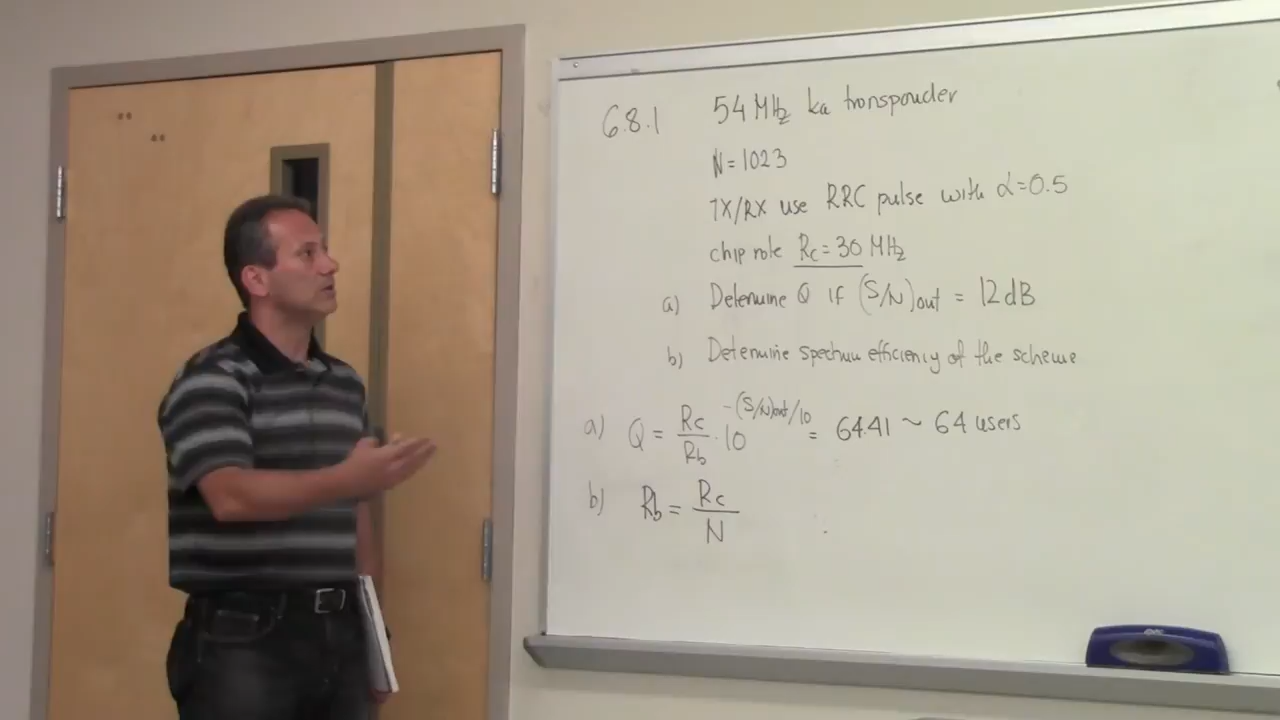 6.8.1 54 MHz ka transponder
N = 1023
TX/RX use RRC pulse with α=0.5
chip rate Rc = 30 MHz
a) Determine Q if (S/N)out = 12 dB
b) Determine spectrum efficiency of the scheme
a) Q = Rc/Rb · 10^-(S/N)out/10 = 64.41 ~ 64 users
b) Rb = Rc/N